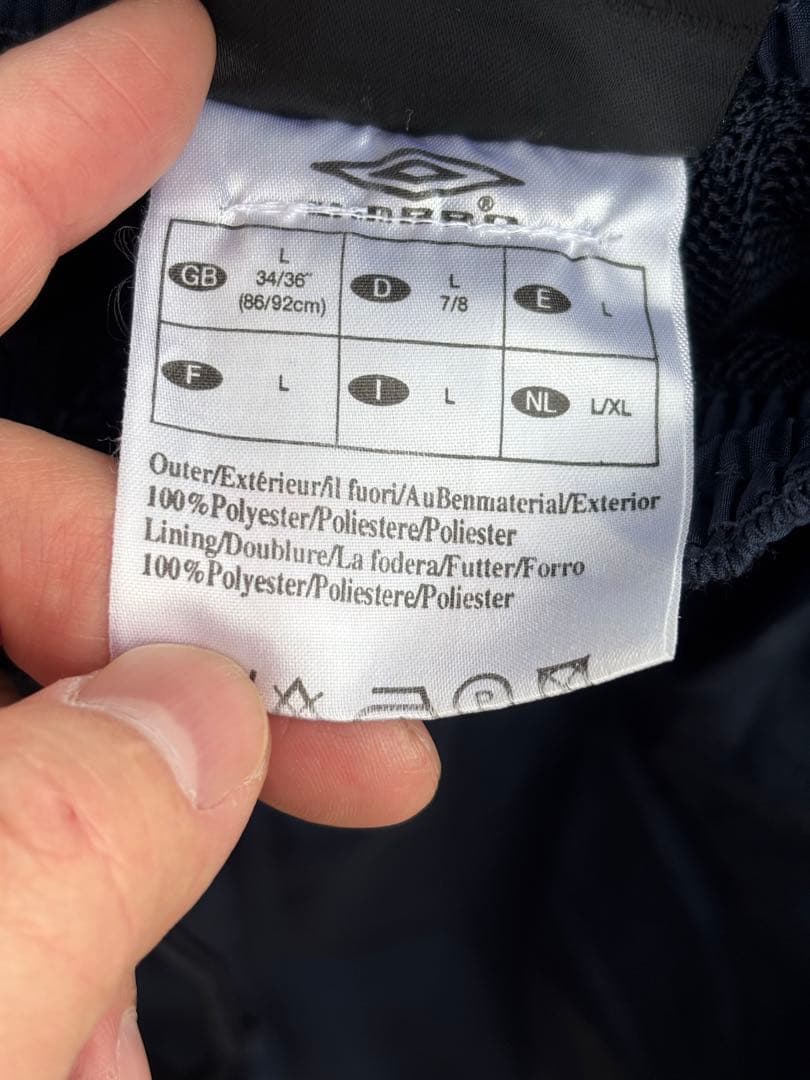 UMBRO®
GB L D L E L
34/36" 7/8
(86/92cm)
F L I L NL L/XL
Outer/Extérieur/il fuori/AuBenmaterial/Exterior
100%Polyester/Poliestere/Poliester
Lining/Doublure/La fodera/Futter/Forro
100%Polyester/Poliestere/Poliester
P